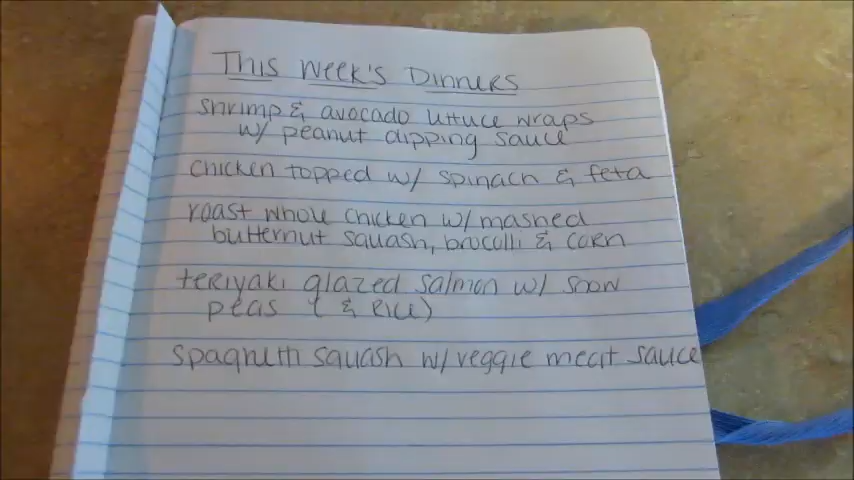 This Week's Dinners
shrimp & avocado lettuce wraps
w/ peanut dipping sauce
chicken topped w/ spinach & feta
roast whole chicken w/ mashed
butternut squash, brocolli & corn
teriyaki glazed salmon w/ snow
peas (& Rice)
spaghetti squash w/ veggie meat sauce